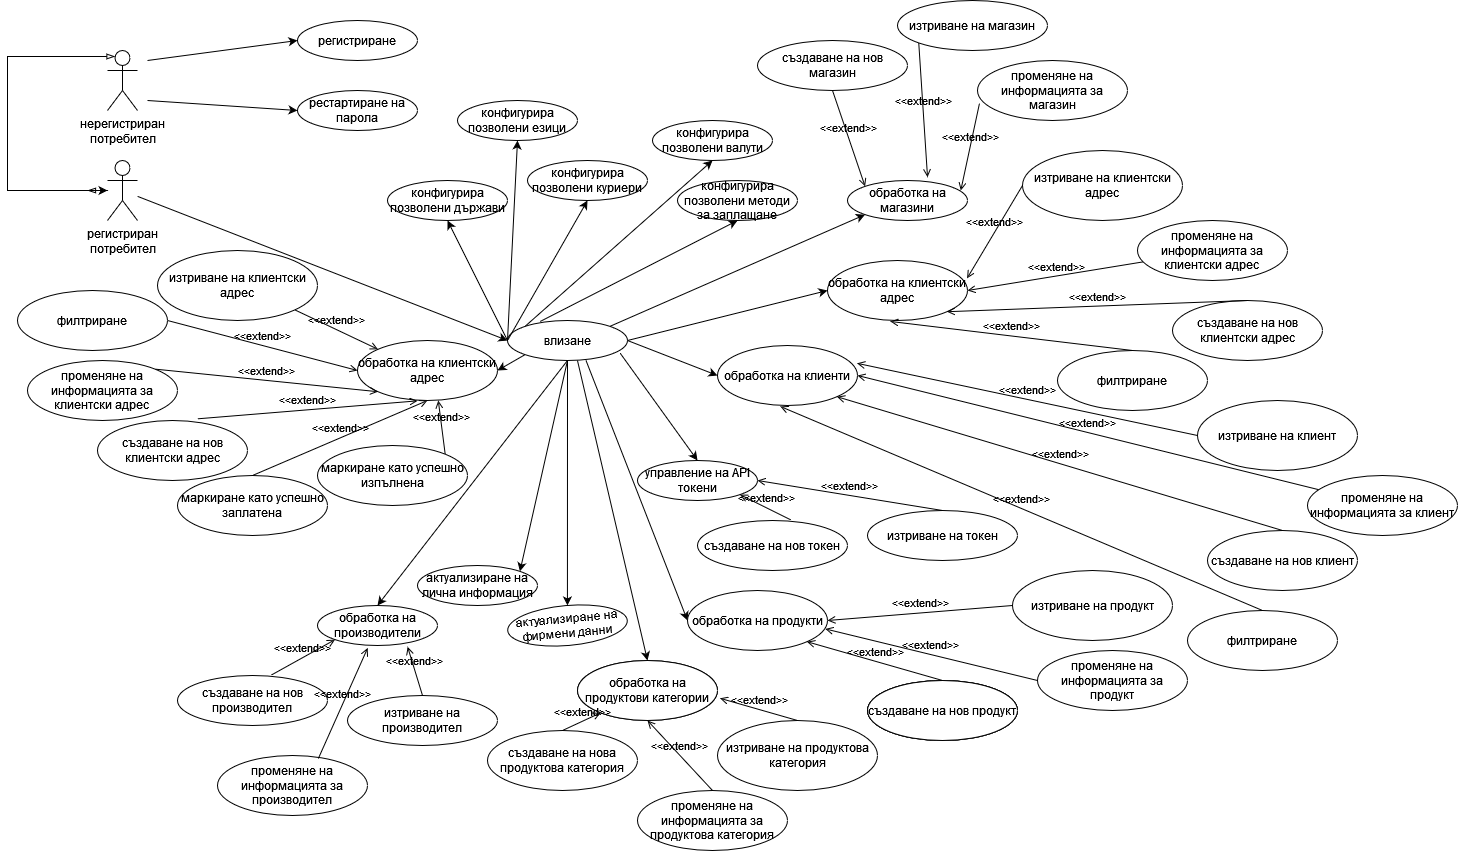 регистриране
рестартиране на
парола
нерегистриран
потребител
регистриран
потребител
конфигурира
позволени езици
конфигурира
позволени държави
конфигурира
позволени куриери
конфигурира
позволени валути
конфигурира
позволени методи
за заплащане
изтриване на магазин
създаване на нов
магазин
променяне на
информацията за
магазин
<<extend>>
<<extend>>
<<extend>>
обработка на
магазини
изтриване на клиентски
адрес
<<extend>>
променяне на
информацията за
клиентски адрес
<<extend>>
обработка на клиентски
адрес
<<extend>>
създаване на нов
клиентски адрес
<<extend>>
филтриране
изтриване на клиентски
адрес
<<extend>>
филтриране
<<extend>>
влизане
обработка на клиентски
адрес
променяне на
информацията за
клиентски адрес
<<extend>>
<<extend>>
създаване на нов
клиентски адрес
<<extend>>
<<extend>>
маркиране като успешно
изпълнена
маркиране като успешно
заплатена
обработка на клиенти
<<extend>>
изтриване на клиент
<<extend>>
променяне на
информацията за клиент
<<extend>>
създаване на нов клиент
<<extend>>
филтриране
управление на API
токени
<<extend>>
<<extend>>
създаване на нов токен
изтриване на токен
актуализиране на
лична информация
актуализиране на
фирмени данни
обработка на
производители
<<extend>>
<<extend>>
<<extend>>
създаване на нов
производител
изтриване на
производител
променяне на
информацията за
производител
обработка на продукти
<<extend>>
изтриване на продукт
<<extend>>
променяне на
информацията за
продукт
<<extend>>
създаване на нов продукт
обработка на
продуктови категории
<<extend>>
<<extend>>
<<extend>>
създаване на нова
продуктова категория
изтриване на продуктова
категория
променяне на
информацията за
продуктова категория